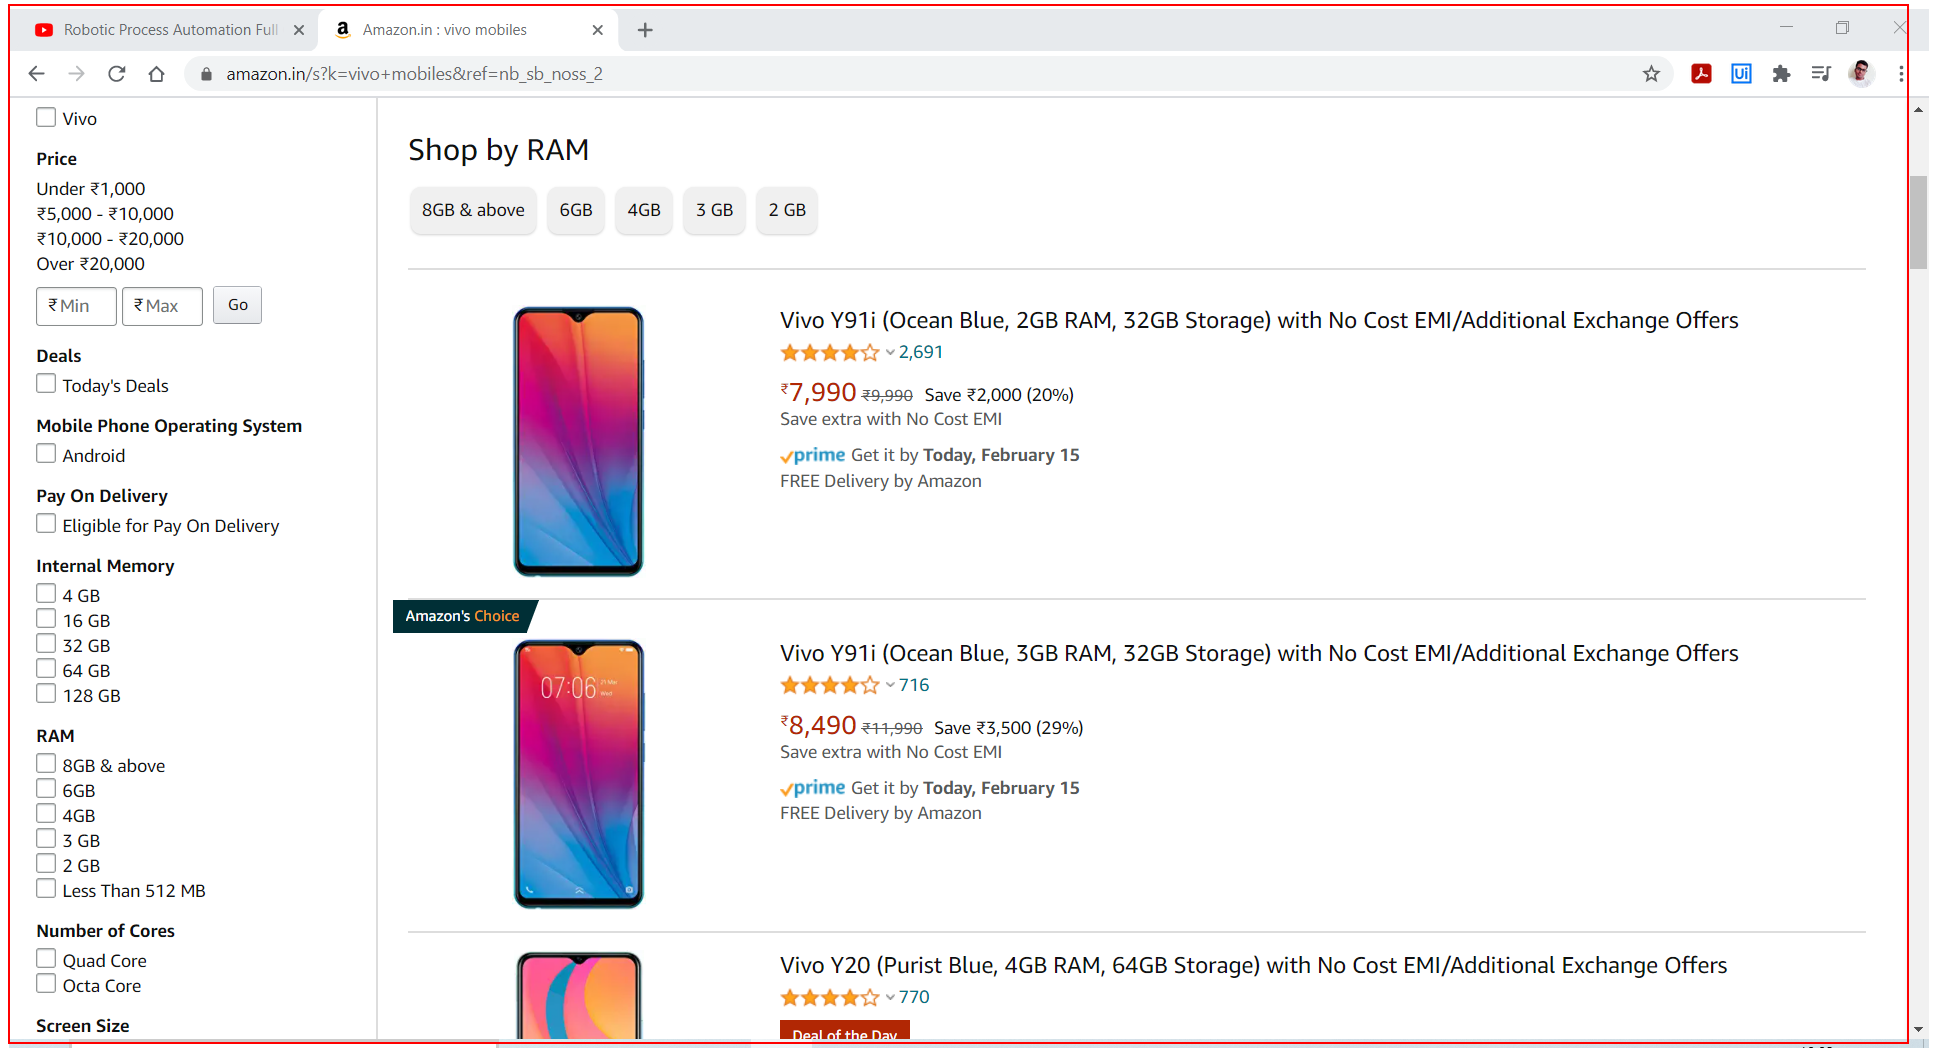 Robotic Process Automation Full
Amazon.in : vivo mobiles
amazon.in/s?k=vivo+mobiles&ref=nb_sb_noss_2
Vivo
Price
Under ₹1,000
₹5,000 - ₹10,000
₹10,000 - ₹20,000
Over ₹20,000
₹ Min ₹ Max Go
Deals
Today's Deals
Mobile Phone Operating System
Android
Pay On Delivery
Eligible for Pay On Delivery
Internal Memory
4 GB
16 GB
32 GB
64 GB
128 GB
RAM
8GB & above
6GB
4GB
3 GB
2 GB
Less Than 512 MB
Number of Cores
Quad Core
Octa Core
Screen Size
Shop by RAM
8GB & above 6GB 4GB 3 GB 2 GB
Vivo Y91i (Ocean Blue, 2GB RAM, 32GB Storage) with No Cost EMI/Additional Exchange Offers
2,691
₹7,990 ₹9,990 Save ₹2,000 (20%)
Save extra with No Cost EMI
prime Get it by Today, February 15
FREE Delivery by Amazon
Amazon's Choice
07:06 21 Mar
Wed
Vivo Y91i (Ocean Blue, 3GB RAM, 32GB Storage) with No Cost EMI/Additional Exchange Offers
716
₹8,490 ₹11,990 Save ₹3,500 (29%)
Save extra with No Cost EMI
prime Get it by Today, February 15
FREE Delivery by Amazon
Vivo Y20 (Purist Blue, 4GB RAM, 64GB Storage) with No Cost EMI/Additional Exchange Offers
770
Deal of the Day